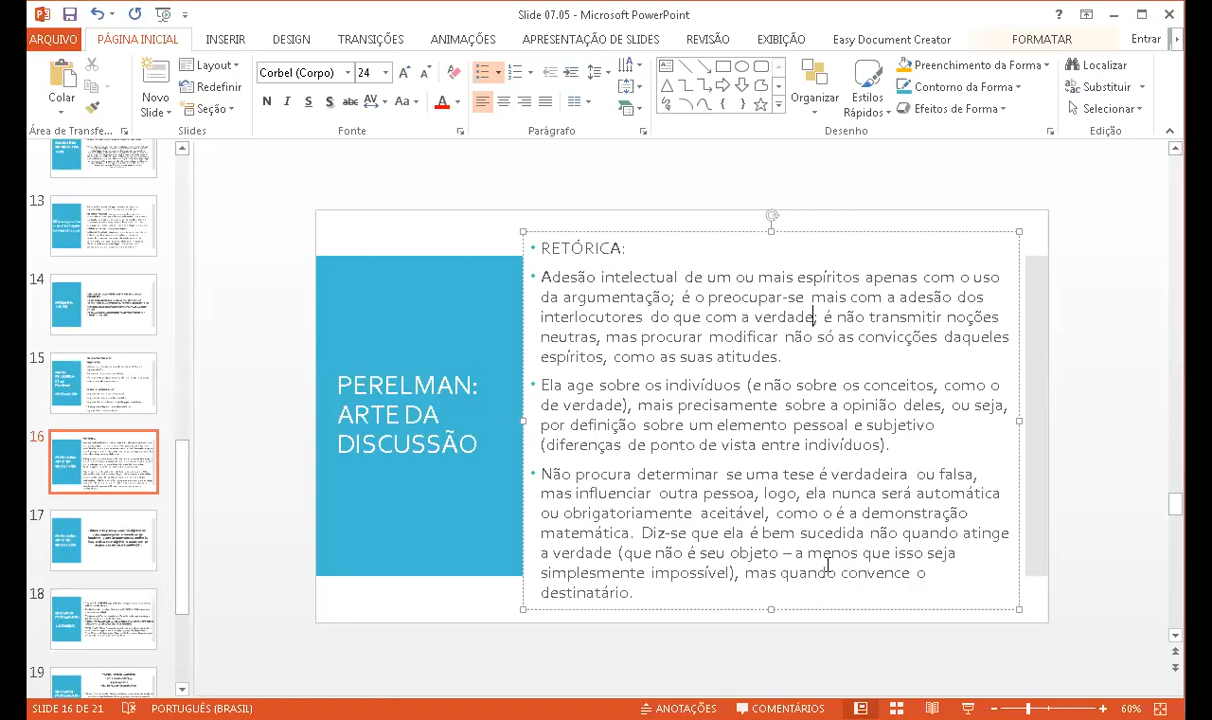 Slide 07.05 - Microsoft PowerPoint
ARQUIVO PÁGINA INICIAL INSERIR DESIGN TRANSIÇÕES ANIMAÇÕES APRESENTAÇÃO DE SLIDES REVISÃO EXIBIÇÃO Easy Document Creator FORMATAR Entrar
Colar
Área de Transfe...
Novo Slide
Layout
Redefinir
Seção
Slides
Corbel (Corpo) 24
N I S S abc AV Aa A
Fonte
Parágrafo
Organizar
Estilos Rápidos
Preenchimento da Forma
Contorno da Forma
Efeitos de Forma
Desenho
Localizar
Substituir
Selecionar
Edição
13
14
15
16
17
18
19
PERELMAN:
ARTE DA
DISCUSSÃO
• RETÓRICA:
• Adesão intelectual de um ou mais espíritos apenas com o uso
da argumentação; é o preocupar-se mais com a adesão dos
interlocutores do que com a verdade; é não transmitir noções
neutras, mas procurar modificar não só as convicções daqueles
espíritos, como as suas atitudes.
• Ela age sobre os indivíduos (e não sobre os conceitos, como o
de verdade), mais precisamente sobre a opinião deles, ou seja,
por definição sobre um elemento pessoal e subjetivo
(diferenças de ponto de vista entre indivíduos).
• Não procura determinar se uma tese é verdadeira ou falsa,
mas influenciar outra pessoa, logo, ela nunca será automática
ou obrigatoriamente aceitável, como o é a demonstração
matemática. Diz-se que ela é bem sucedida não quando atinge
a verdade (que não é seu objeto – a menos que isso seja
simplesmente impossível), mas quando convence o
destinatário.
SLIDE 16 DE 21 PORTUGUÊS (BRASIL) ANOTAÇÕES COMENTÁRIOS 60%